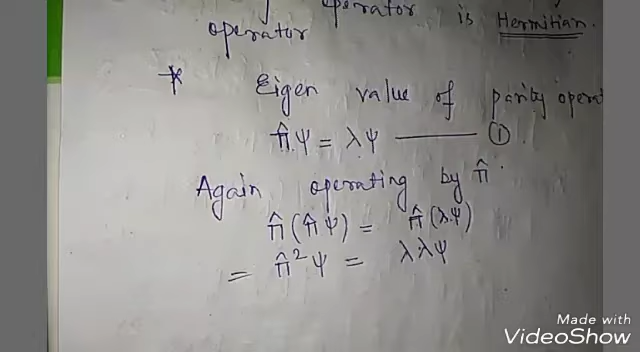 operator is Hermitian.
operator
* Eigen value of parity operat
π̂ ψ = λψ ——— ①
Again operating by π̂.
π̂(π̂ ψ) = π̂(λψ)
= π̂²ψ = λλψ
Made with
VideoShow